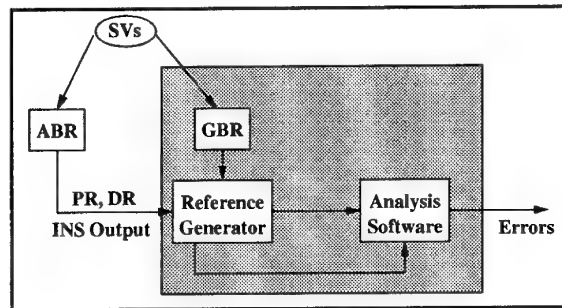 SVs
ABR
GBR
PR, DR
INS Output
Reference
Generator
Analysis
Software
Errors